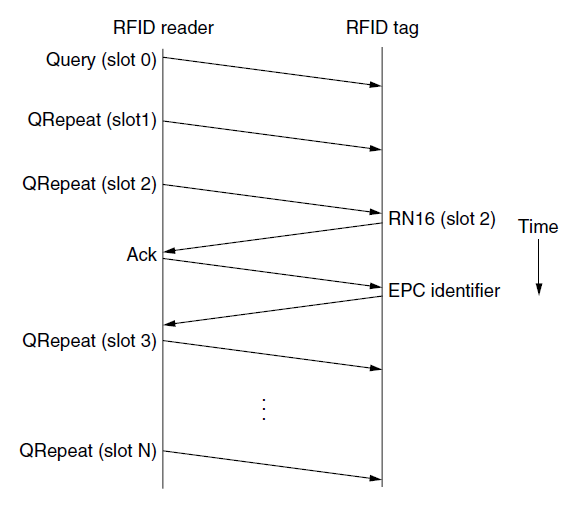 RFID reader
RFID tag
Query (slot 0)
QRepeat (slot1)
QRepeat (slot 2)
RN16 (slot 2)
Time
Ack
EPC identifier
QRepeat (slot 3)
QRepeat (slot N)